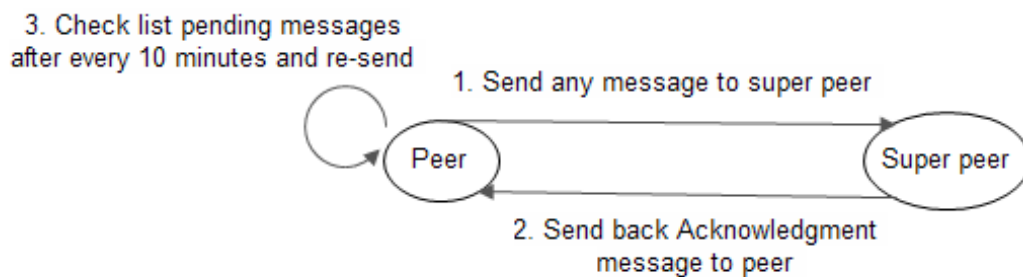 3. Check list pending messages
after every 10 minutes and re-send
1. Send any message to super peer
Peer
Super peer
2. Send back Acknowledgment
message to peer